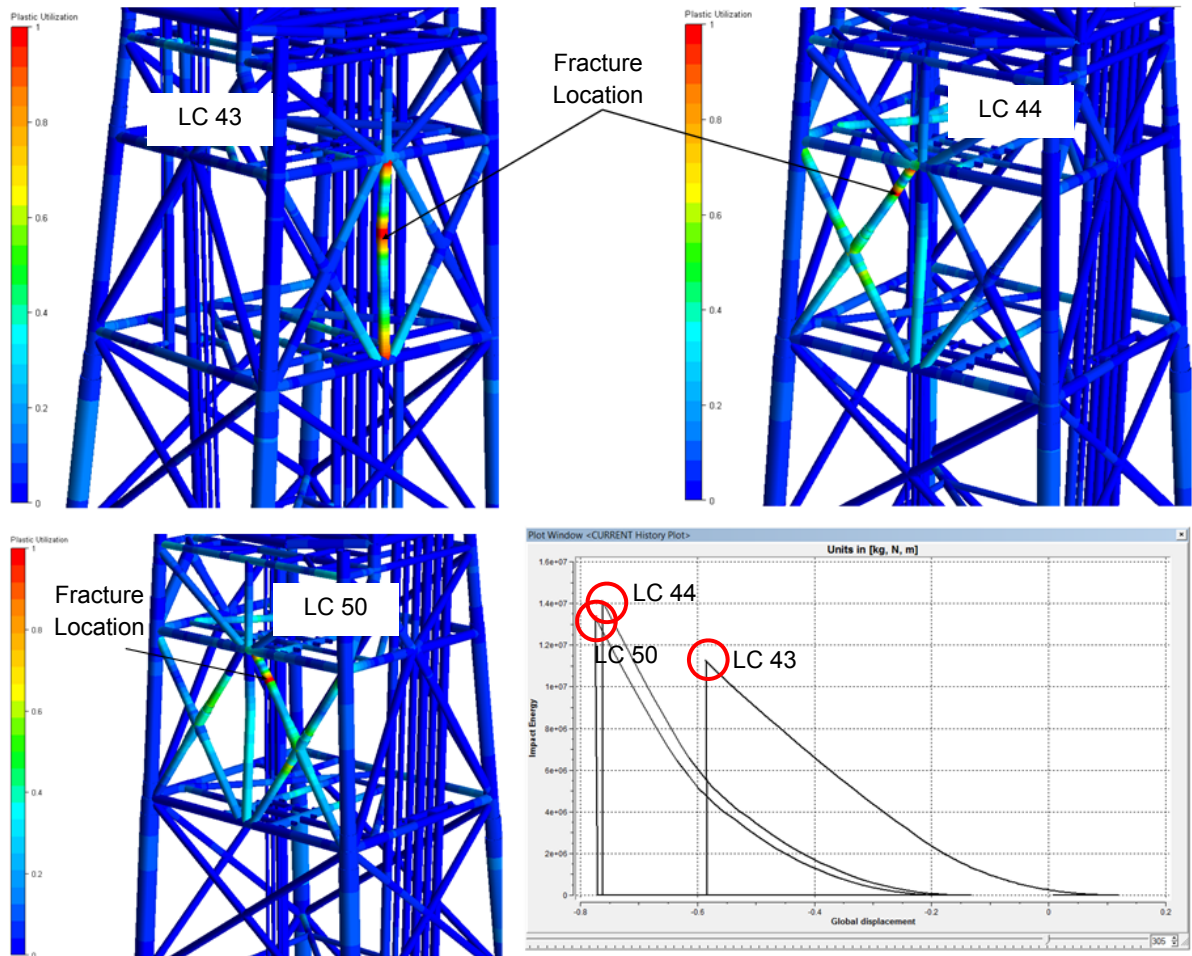 Plastic Utilization
1
0.8
0.6
0.4
0.2
0
LC 43
Fracture
Location
Plastic Utilization
1
0.8
0.6
0.4
0.2
0
LC 44
Plastic Utilization
1
0.8
0.6
0.4
0.2
0
Fracture
Location
LC 50
Plot Window <CURRENT History Plot>
Units in [kg, N, m]
Impact Energy
1.6e+07
1.4e+07
1.2e+07
1e+07
8e+06
6e+06
4e+06
2e+06
0
LC 44
LC 50
LC 43
-0.8
-0.6
-0.4
-0.2
0
0.2
Global displacement
305